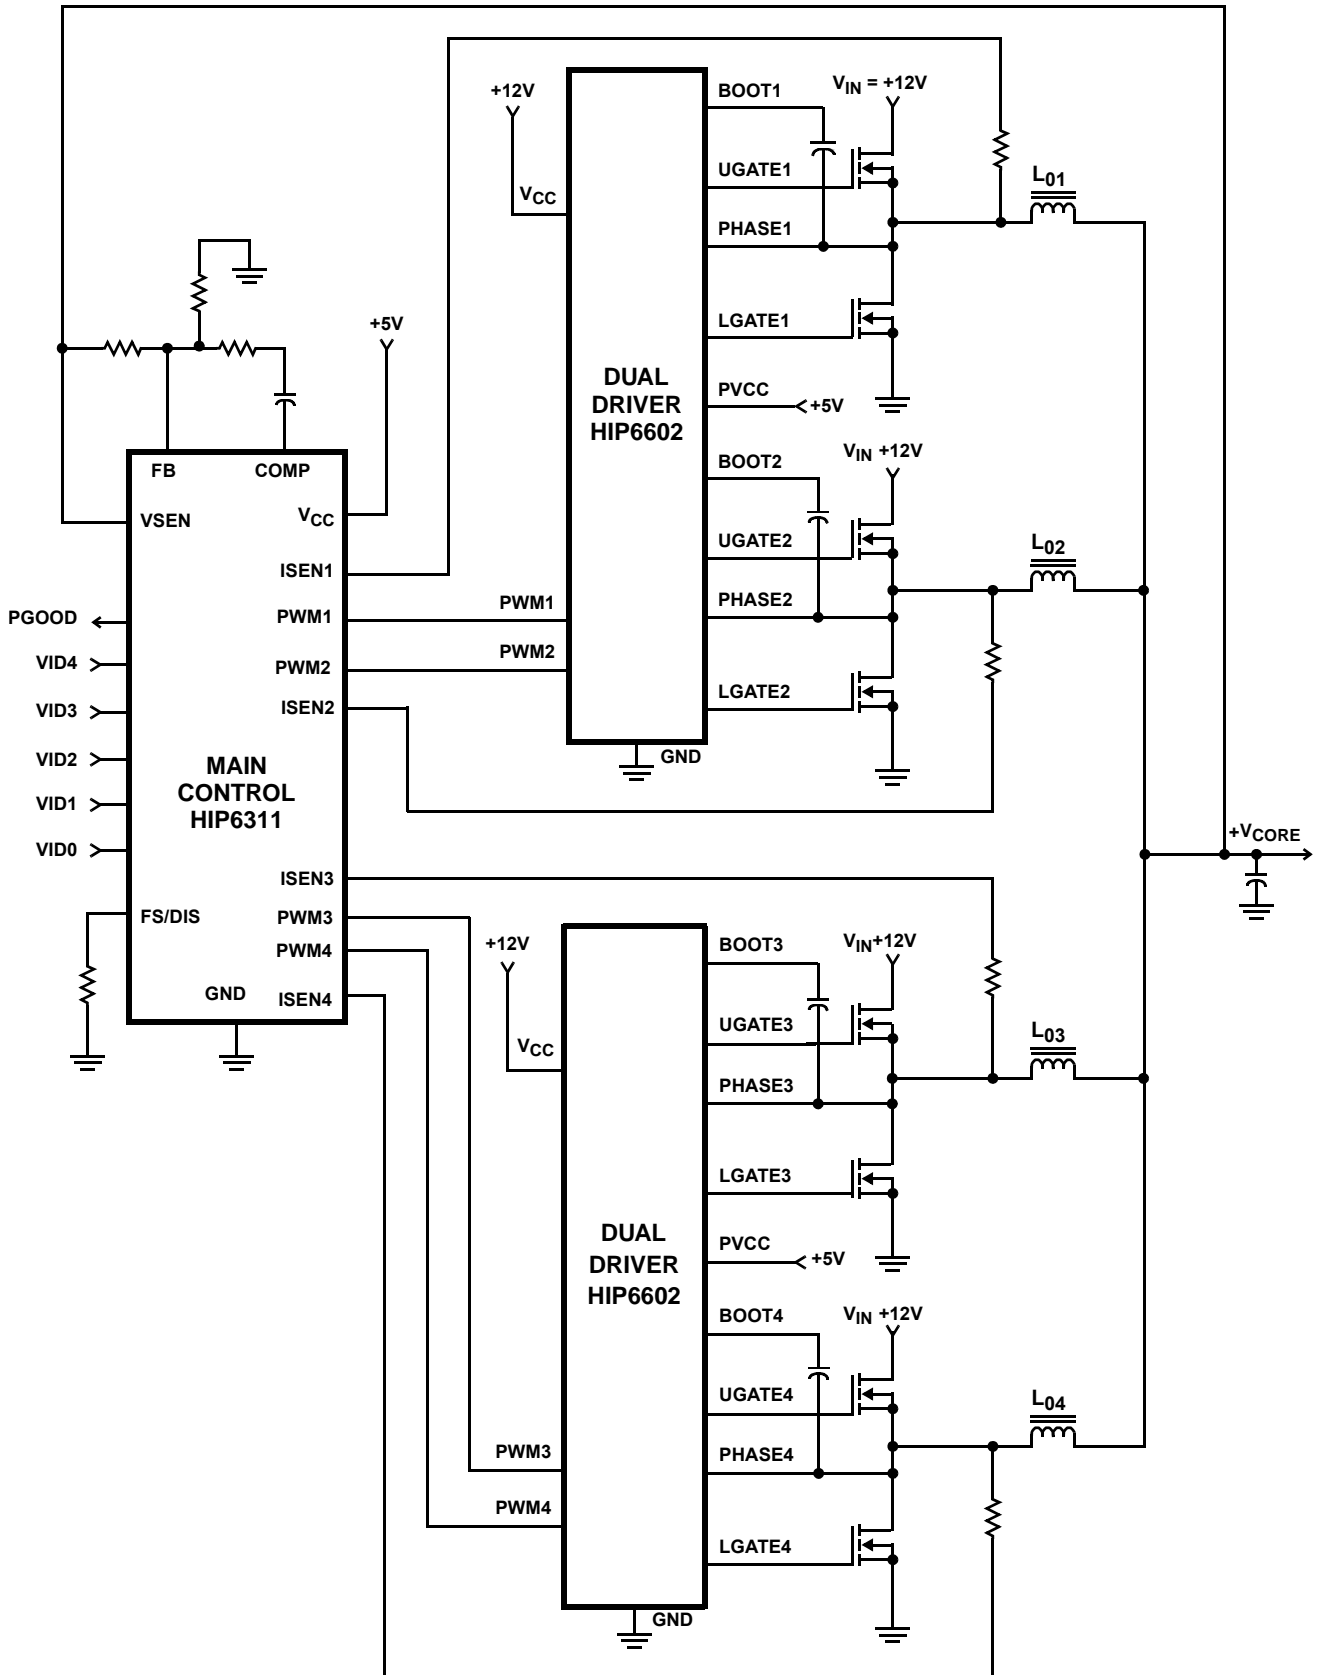 +12V
BOOT1
VIN = +12V
UGATE1
VCC
L01
PHASE1
+5V
LGATE1
DUAL
DRIVER
HIP6602
PVCC
+5V
BOOT2
VIN +12V
FB
COMP
VSEN
VCC
UGATE2
L02
ISEN1
PHASE2
PWM1
PGOOD
PWM1
PWM2
PWM2
VID4
LGATE2
ISEN2
VID3
GND
VID2
MAIN
CONTROL
HIP6311
VID1
+VCORE
VID0
ISEN3
FS/DIS
PWM3
+12V
BOOT3
VIN+12V
PWM4
GND
ISEN4
UGATE3
VCC
L03
PHASE3
LGATE3
DUAL
DRIVER
HIP6602
PVCC
+5V
BOOT4
VIN +12V
UGATE4
L04
PWM3
PHASE4
PWM4
LGATE4
GND